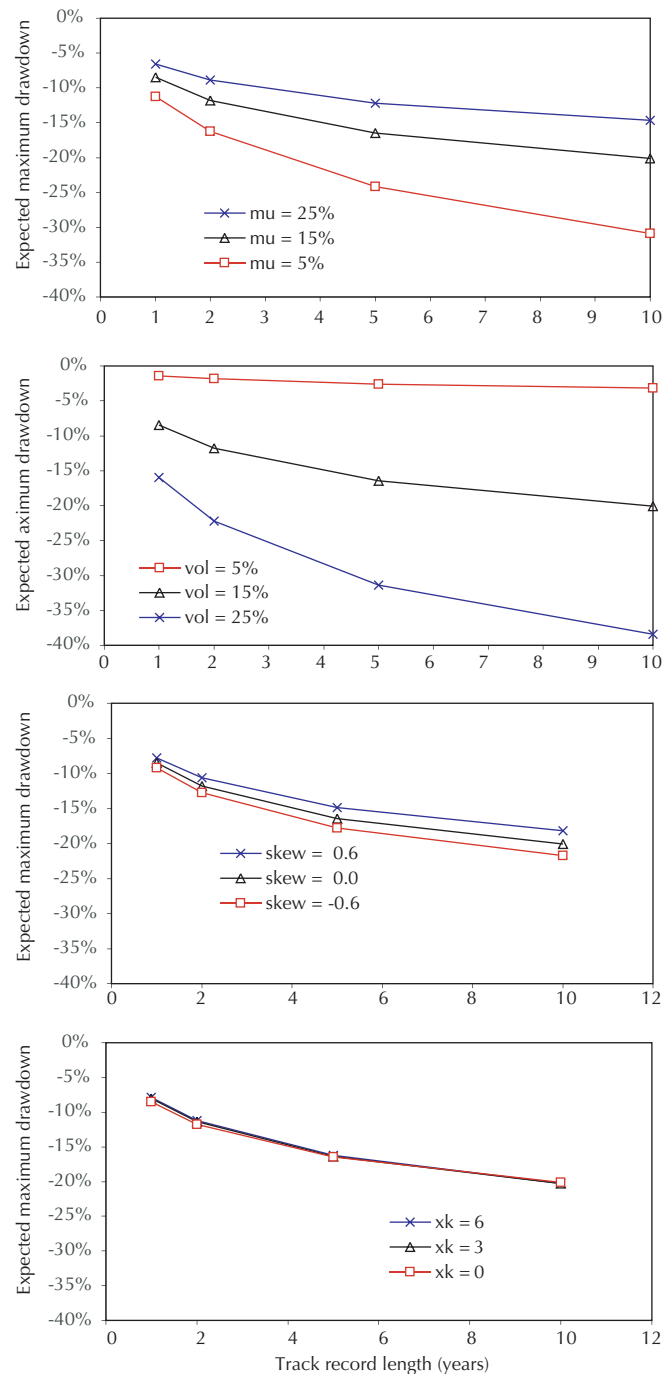 Expected maximum drawdown
0%
-5%
-10%
-15%
-20%
-25%
-30%
-35%
-40%
mu = 25%
mu = 15%
mu = 5%
0 1 2 3 4 5 6 7 8 9 10
Expected aximum drawdown
0%
-5%
-10%
-15%
-20%
-25%
-30%
-35%
-40%
vol = 5%
vol = 15%
vol = 25%
0 1 2 3 4 5 6 7 8 9 10
Expected maximum drawdown
0%
-5%
-10%
-15%
-20%
-25%
-30%
-35%
-40%
skew = 0.6
skew = 0.0
skew = -0.6
0 2 4 6 8 10 12
Expected maximum drawdown
0%
-5%
-10%
-15%
-20%
-25%
-30%
-35%
-40%
xk = 6
xk = 3
xk = 0
0 2 4 6 8 10 12
Track record length (years)